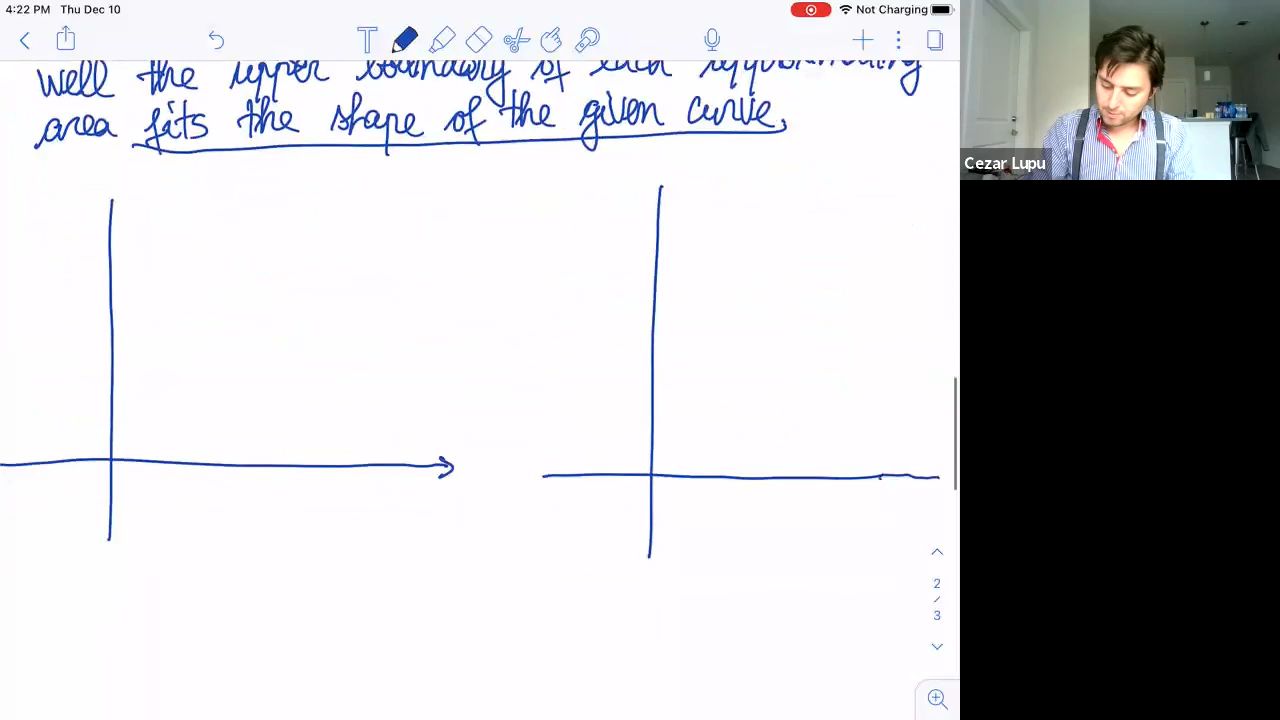 4:22 PM Thu Dec 10
Not Charging
T
well the upper boundary of each approximating
area fits the shape of the given curve.
Cezar Lupu
2
/
3